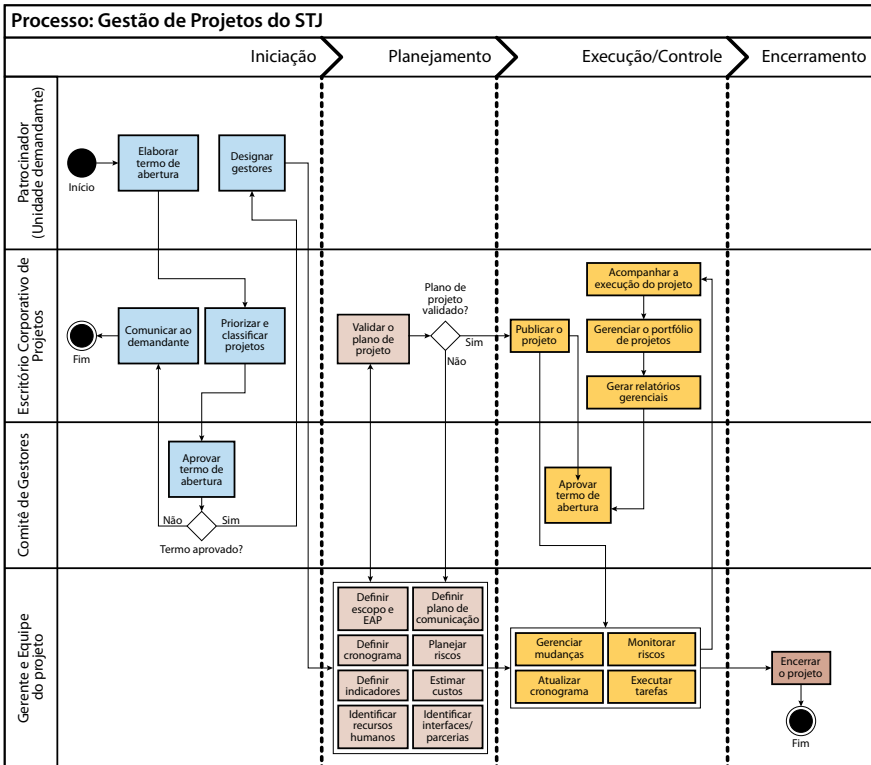 Processo: Gestão de Projetos do STJ
Iniciação
Planejamento
Execução/Controle
Encerramento
Patrocinador
(Unidade demandamte)
Início
Elaborar
termo de
abertura
Designar
gestores
Escritório Corporativo de
Projetos
Fim
Comunicar ao
demandante
Priorizar e
classificar
projetos
Validar o
plano de
projeto
Plano de
projeto
validado?
Sim
Não
Publicar o
projeto
Acompanhar a
execução do projeto
Gerenciar o portfólio
de projetos
Gerar relatórios
gerenciais
Comitê de Gestores
Aprovar
termo de
abertura
Não
Sim
Termo aprovado?
Aprovar
termo de
abertura
Gerente e Equipe
do projeto
Definir
escopo e
EAP
Definir
plano de
comunicação
Definir
cronograma
Planejar
riscos
Definir
indicadores
Estimar
custos
Identificar
recursos
humanos
Identificar
interfaces/
parcerias
Gerenciar
mudanças
Monitorar
riscos
Atualizar
cronograma
Executar
tarefas
Encerrar
o projeto
Fim